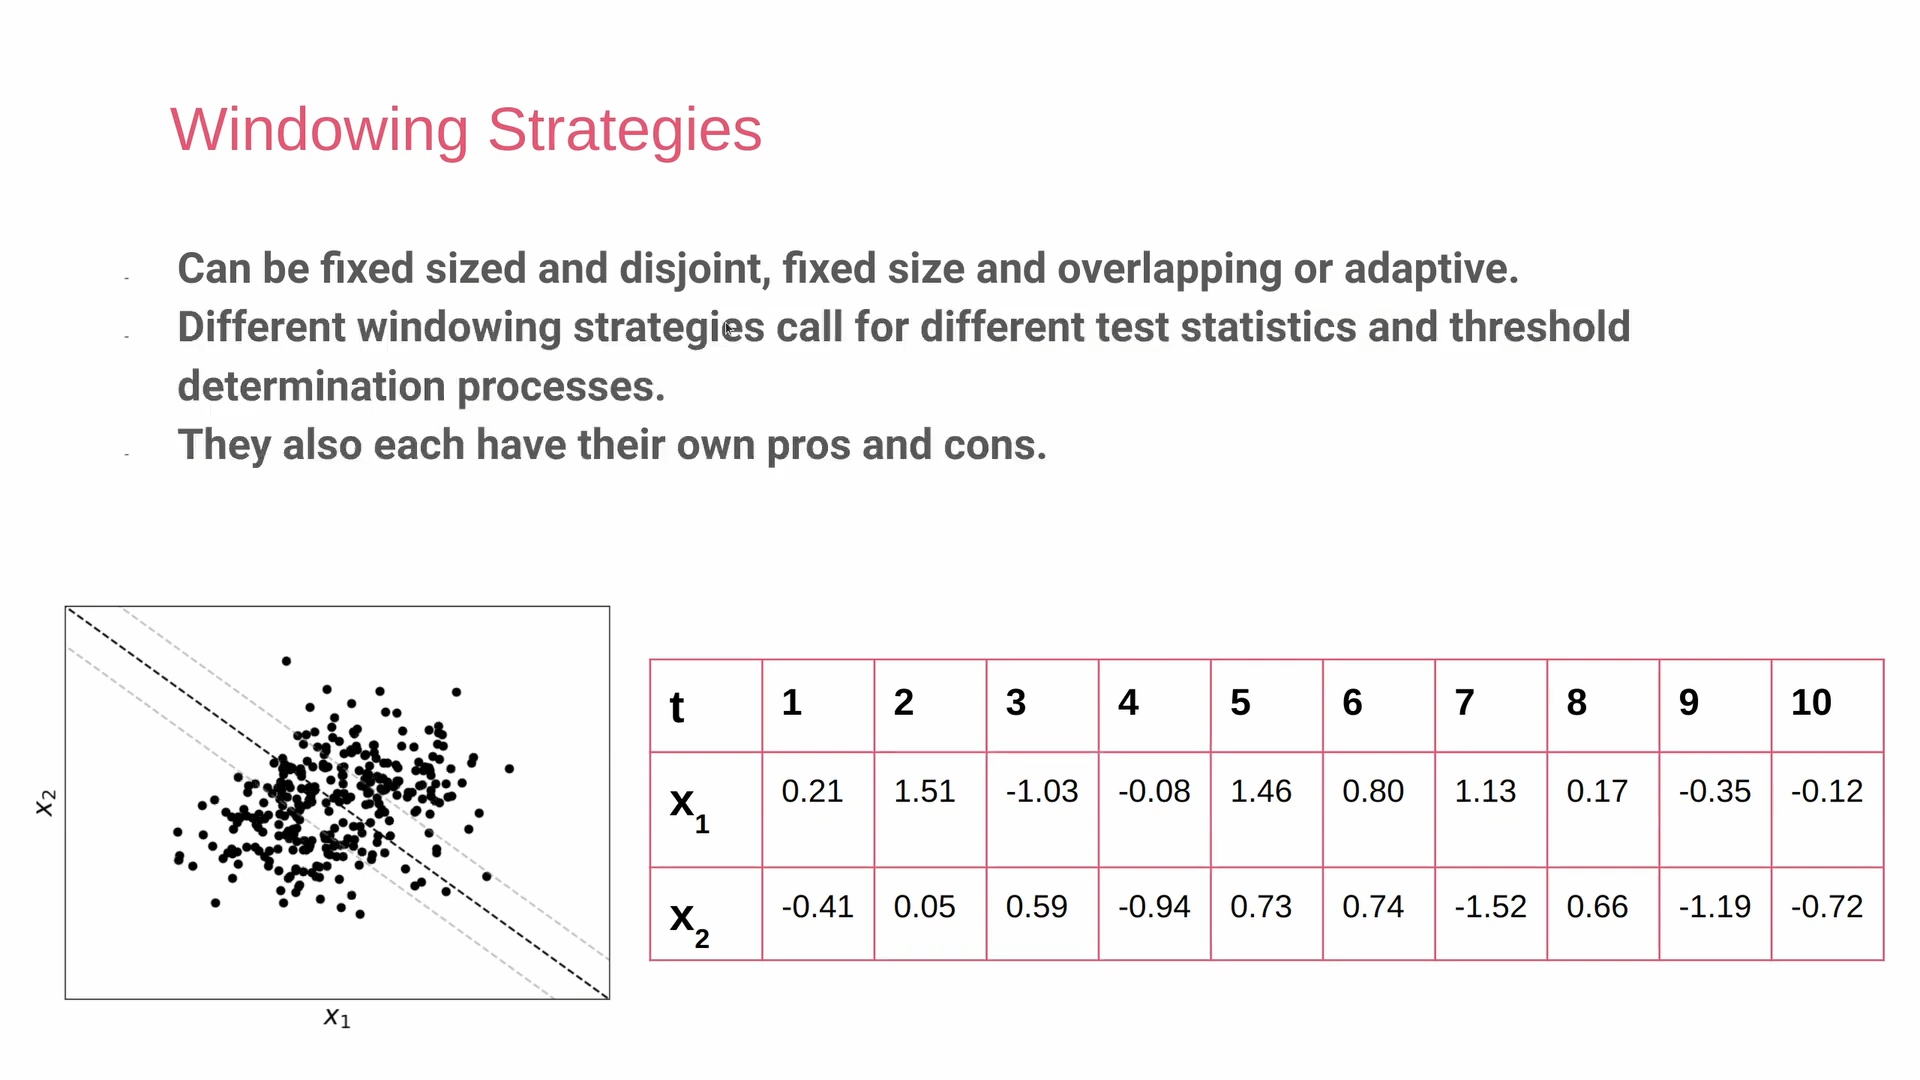 Windowing Strategies
- Can be fixed sized and disjoint, fixed size and overlapping or adaptive.
- Different windowing strategies call for different test statistics and threshold
determination processes.
- They also each have their own pros and cons.
x₂
x₁
t 1 2 3 4 5 6 7 8 9 10
x₁ 0.21 1.51 -1.03 -0.08 1.46 0.80 1.13 0.17 -0.35 -0.12
x₂ -0.41 0.05 0.59 -0.94 0.73 0.74 -1.52 0.66 -1.19 -0.72